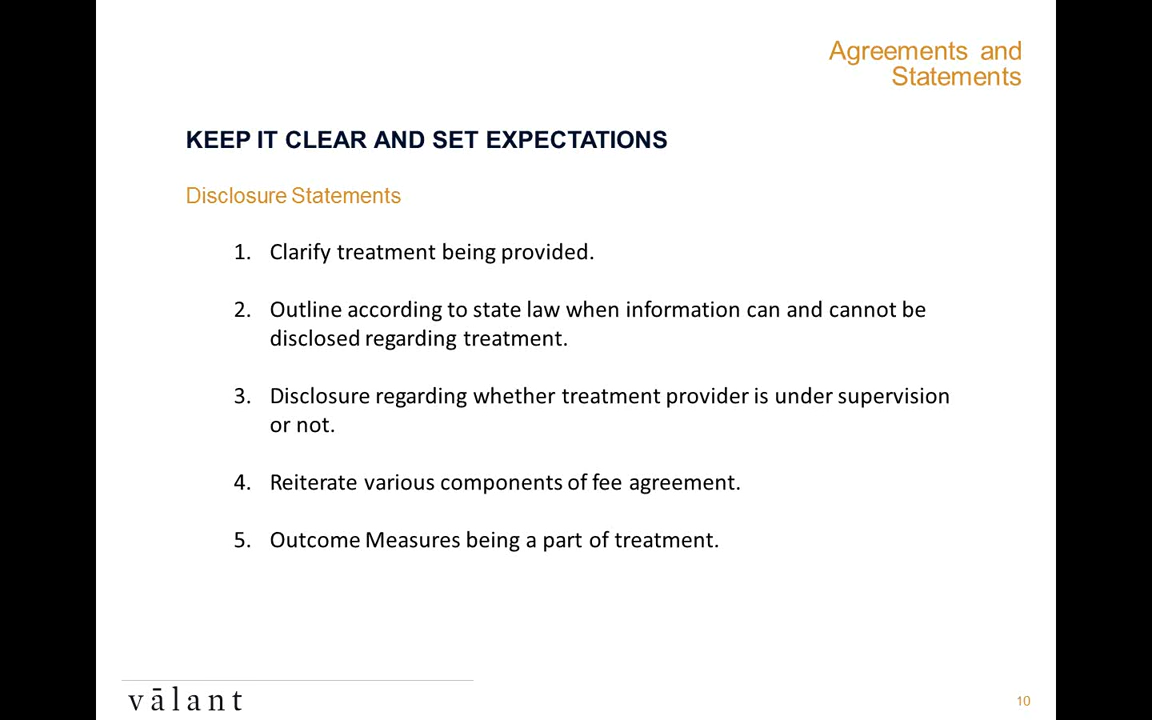 Agreements and
Statements
KEEP IT CLEAR AND SET EXPECTATIONS
Disclosure Statements
1. Clarify treatment being provided.
2. Outline according to state law when information can and cannot be
disclosed regarding treatment.
3. Disclosure regarding whether treatment provider is under supervision
or not.
4. Reiterate various components of fee agreement.
5. Outcome Measures being a part of treatment.
vālant
10